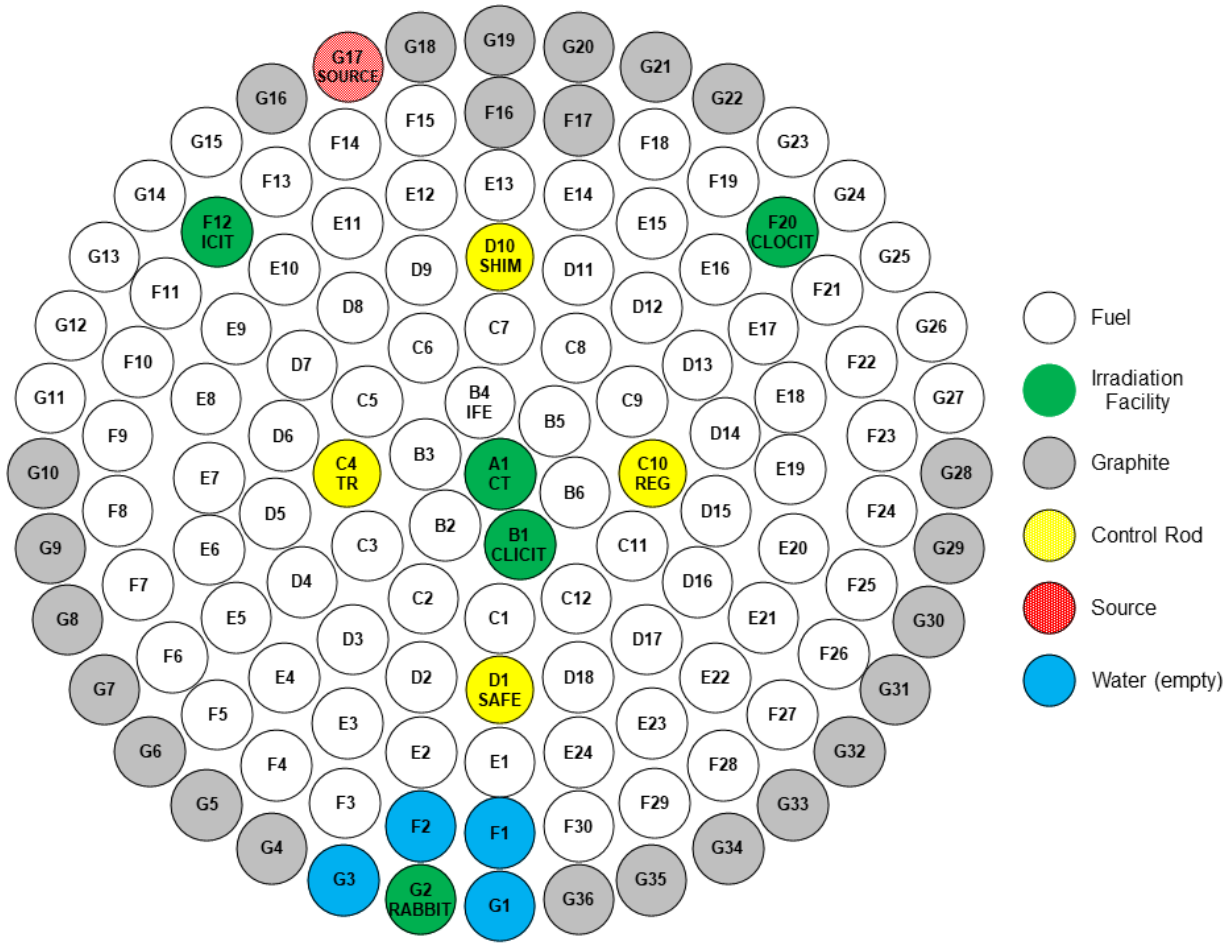 G19
G18
G20
G17
SOURCE
G21
G16
G22
F16
F15
F17
G15
F14
F18
G23
F13
F19
E13
G14
E12
E14
G24
F12
ICIT
E11
E15
F20
CLOCIT
G13
D10
SHIM
G25
E10
D9
D11
E16
F11
F21
D8
D12
G12
E9
C7
E17
G26
F10
C6
C8
F22
D7
D13
G11
E8
C5
B4
IFE
C9
E18
G27
B5
F9
D6
D14
F23
B3
G10
E7
C4
TR
A1
CT
C10
REG
E19
G28
B6
F8
D5
D15
F24
B2
G9
E6
C3
B1
CLICIT
C11
E20
G29
F7
D4
D16
F25
C2
C12
G8
E5
C1
E21
G30
D3
D17
F6
F26
G7
E4
D2
D1
SAFE
D18
E22
G31
F5
E3
E23
F27
G6
E2
E1
E24
G32
F4
F28
G5
F3
F29
G33
F2
F1
F30
G4
G34
G3
G2
RABBIT
G1
G36
G35
Fuel
Irradiation
Facility
Graphite
Control Rod
Source
Water (empty)